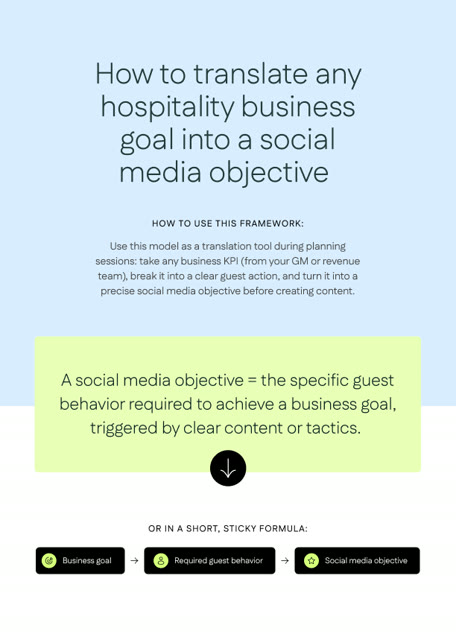 How to translate any
hospitality business
goal into a social
media objective
HOW TO USE THIS FRAMEWORK:
Use this model as a translation tool during planning
sessions: take any business KPI (from your GM or revenue
team), break it into a clear guest action, and turn it into a
precise social media objective before creating content.
A social media objective = the specific guest
behavior required to achieve a business goal,
triggered by clear content or tactics.
OR IN A SHORT, STICKY FORMULA:
Business goal → Required guest behavior → Social media objective